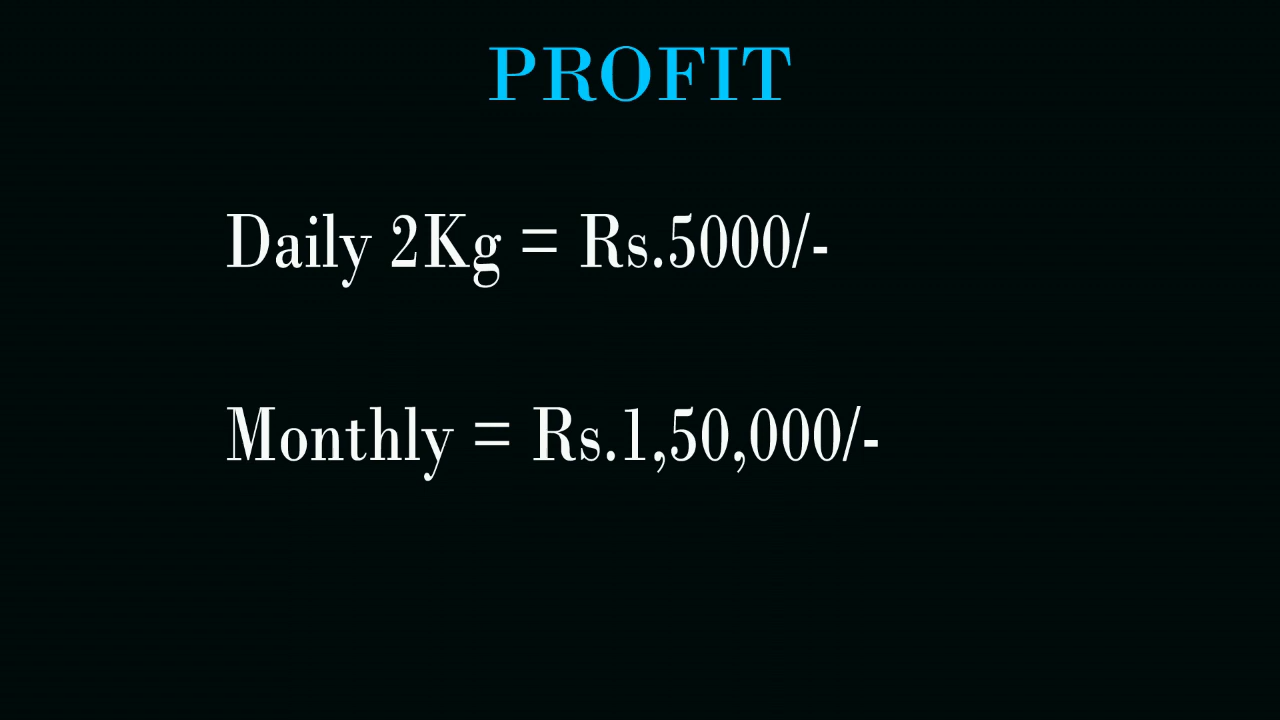 PROFIT
Daily 2Kg = Rs.5000/-
Monthly = Rs.1,50,000/-